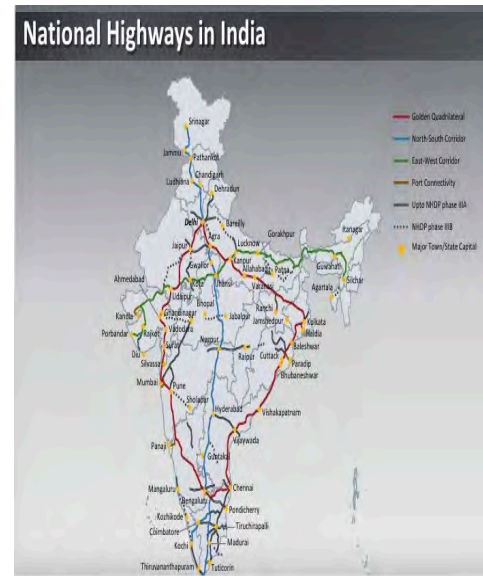 National Highways in India
Golden Quadrilateral
North-South Corridor
East-West Corridor
Port Connectivity
Upto NHDP phase IIIA
NHDP phase IIIB
Major Town/State Capital
Srinagar
Jammu
Pathankot
Chandigarh
Ludhiana
Dehradun
Delhi
Bareilly
Agra
Gorakhpur
Itanagar
Jaipur
Lucknow
Kanpur
Gwalior
Guwahati
Allahabad
Patna
Silchar
Ahmedabad
Kota
Jhansi
Varanasi
Agartala
Udaipur
Kandla
Gandhinagar
Bhopal
Ranchi
Jabalpur
Jamshedpur
Kolkata
Haldia
Porbandar
Rajkot
Vadodara
Surat
Nagpur
Baleshwar
Diu
Raipur
Cuttack
Paradip
Silvassa
Bhubaneshwar
Mumbai
Pune
Sholadar
Hyderabad
Vishakapatnam
Vijaywada
Panaji
Guntakal
Mangaluru
Chennai
Bengaluru
Pondicherry
Kozhikode
Tiruchirapalli
Coimbatore
Madurai
Kochi
Thiruvananthapuram
Tuticorin